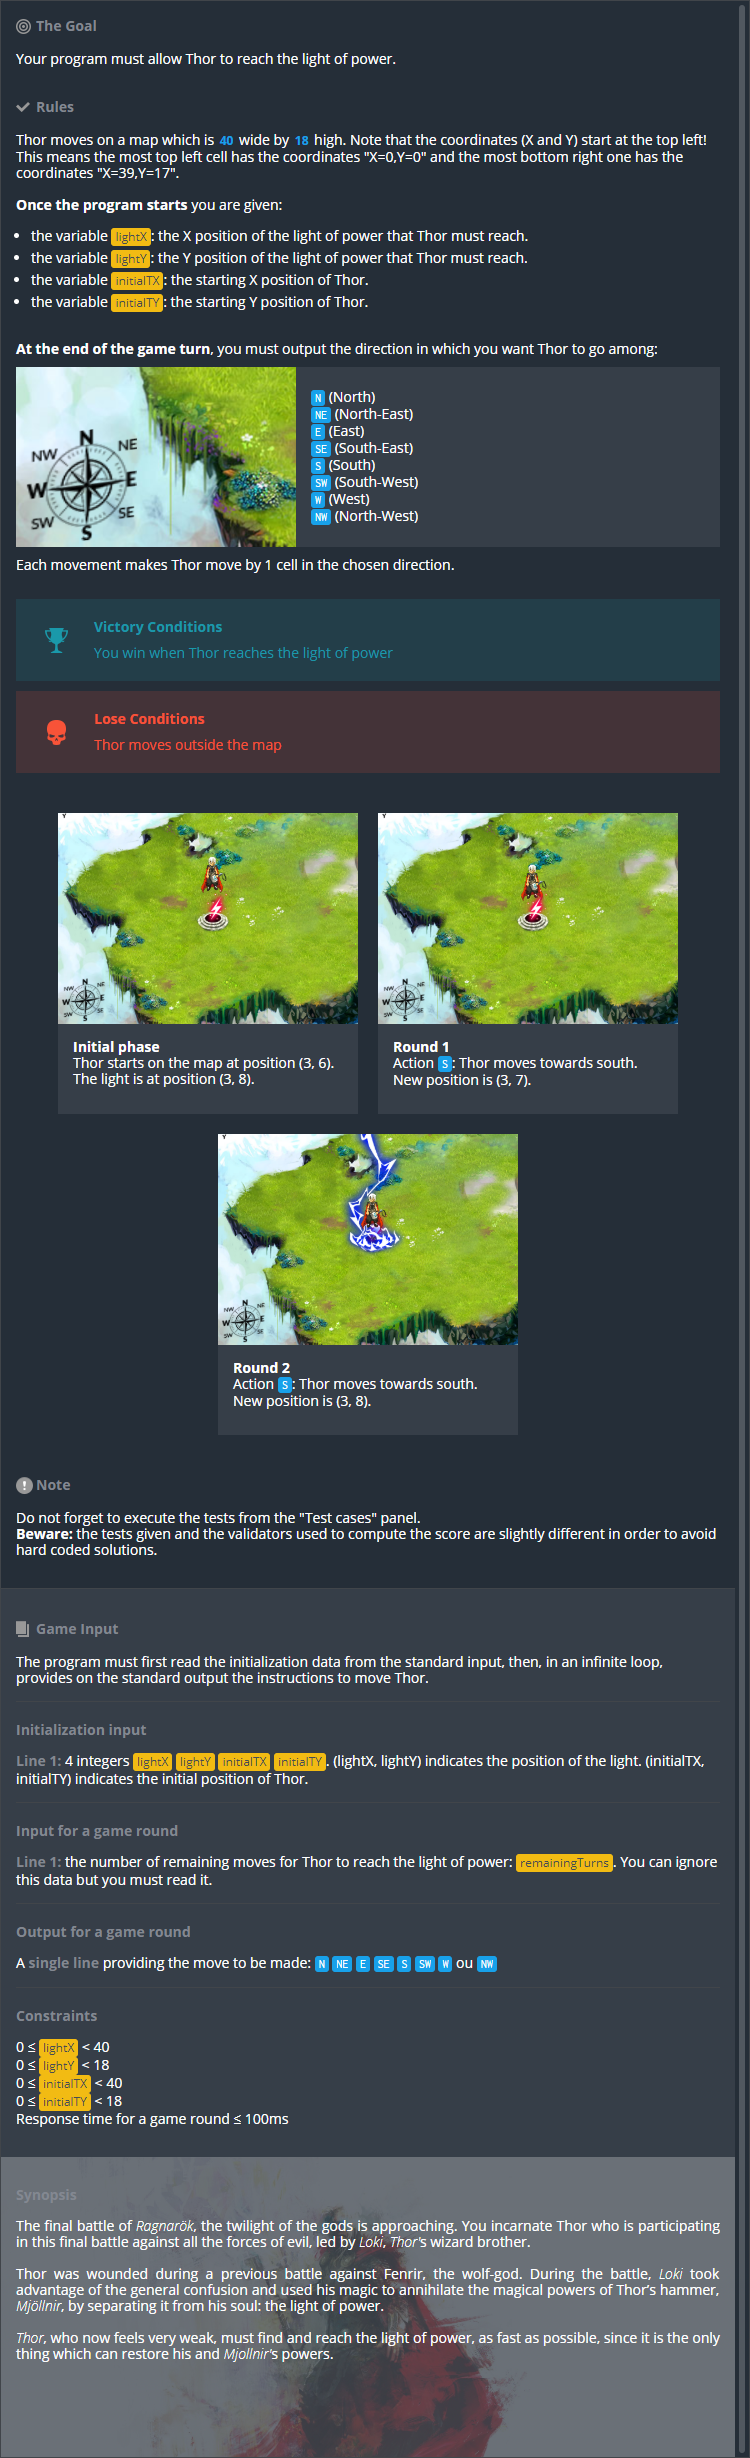 The Goal
Your program must allow Thor to reach the light of power.
Rules
Thor moves on a map which is 40 wide by 18 high. Note that the coordinates (X and Y) start at the top left!
This means the most top left cell has the coordinates "X=0,Y=0" and the most bottom right one has the
coordinates "X=39,Y=17".
Once the program starts you are given:
the variable lightX: the X position of the light of power that Thor must reach.
the variable lightY: the Y position of the light of power that Thor must reach.
the variable initialTX: the starting X position of Thor.
the variable initialTY: the starting Y position of Thor.
At the end of the game turn, you must output the direction in which you want Thor to go among:
N
NW NE
W E
SW SE
S
N (North)
NE (North-East)
E (East)
SE (South-East)
S (South)
SW (South-West)
W (West)
NW (North-West)
Each movement makes Thor move by 1 cell in the chosen direction.
Victory Conditions
You win when Thor reaches the light of power
Lose Conditions
Thor moves outside the map
Y
N
NW NE
W E
SW SE
S
Initial phase
Thor starts on the map at position (3, 6).
The light is at position (3, 8).
Y
N
NW NE
W E
SW SE
S
Round 1
Action S: Thor moves towards south.
New position is (3, 7).
Y
N
NW NE
W E
SW SE
S
Round 2
Action S: Thor moves towards south.
New position is (3, 8).
Note
Do not forget to execute the tests from the "Test cases" panel.
Beware: the tests given and the validators used to compute the score are slightly different in order to avoid
hard coded solutions.
Game Input
The program must first read the initialization data from the standard input, then, in an infinite loop,
provides on the standard output the instructions to move Thor.
Initialization input
Line 1: 4 integers lightX lightY initialTX initialTY. (lightX, lightY) indicates the position of the light. (initialTX,
initialTY) indicates the initial position of Thor.
Input for a game round
Line 1: the number of remaining moves for Thor to reach the light of power: remainingTurns. You can ignore
this data but you must read it.
Output for a game round
A single line providing the move to be made: N NE E SE S SW W ou NW
Constraints
0 ≤ lightX < 40
0 ≤ lightY < 18
0 ≤ initialTX < 40
0 ≤ initialTY < 18
Response time for a game round ≤ 100ms
Synopsis
The final battle of Ragnarök, the twilight of the gods is approaching. You incarnate Thor who is participating
in this final battle against all the forces of evil, led by Loki, Thor's wizard brother.
Thor was wounded during a previous battle against Fenrir, the wolf-god. During the battle, Loki took
advantage of the general confusion and used his magic to annihilate the magical powers of Thor’s hammer,
Mjöllnir, by separating it from his soul: the light of power.
Thor, who now feels very weak, must find and reach the light of power, as fast as possible, since it is the only
thing which can restore his and Mjollnir's powers.